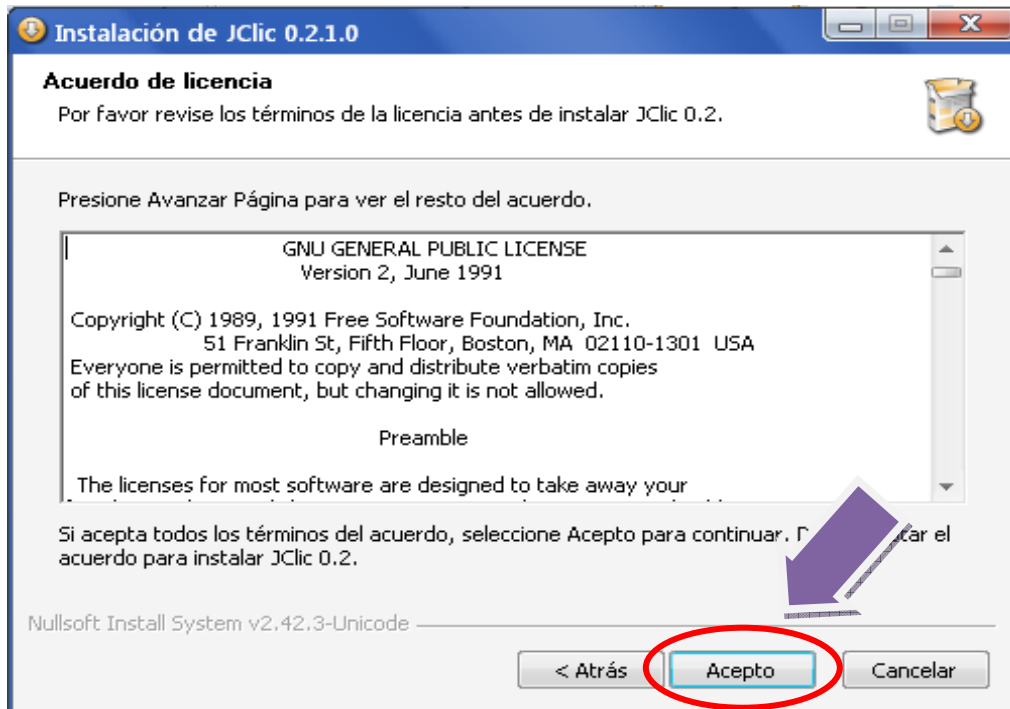 Instalación de JClic 0.2.1.0
Acuerdo de licencia
Por favor revise los términos de la licencia antes de instalar JClic 0.2.
Presione Avanzar Página para ver el resto del acuerdo.
GNU GENERAL PUBLIC LICENSE
Version 2, June 1991
Copyright (C) 1989, 1991 Free Software Foundation, Inc.
51 Franklin St, Fifth Floor, Boston, MA 02110-1301 USA
Everyone is permitted to copy and distribute verbatim copies
of this license document, but changing it is not allowed.
Preamble
The licenses for most software are designed to take away your
Si acepta todos los términos del acuerdo, seleccione Acepto para continuar. el
acuerdo para instalar JClic 0.2.
Nullsoft Install System v2.42.3-Unicode
< Atrás Acepto Cancelar